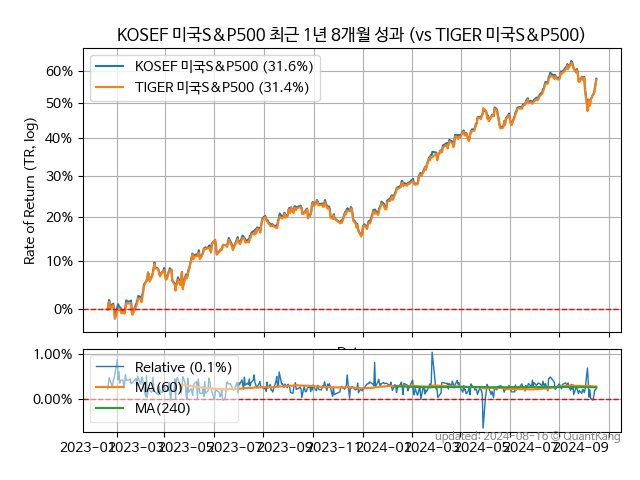 KOSEF 미국S&P500 최근 1년 8개월 성과 (vs TIGER 미국S&P500)
Rate of Return (TR, log)
60%
50%
40%
30%
20%
10%
0%
KOSEF 미국S&P500 (31.6%)
TIGER 미국S&P500 (31.4%)
1.00%
0.00%
Relative (0.1%)
MA(60)
MA(240)
2023-01 2023-03 2023-05 2023-07 2023-09 2023-11 2024-01 2024-03 2024-05 2024-07 2024-09
updated: 2024-08-16 © QuantKang